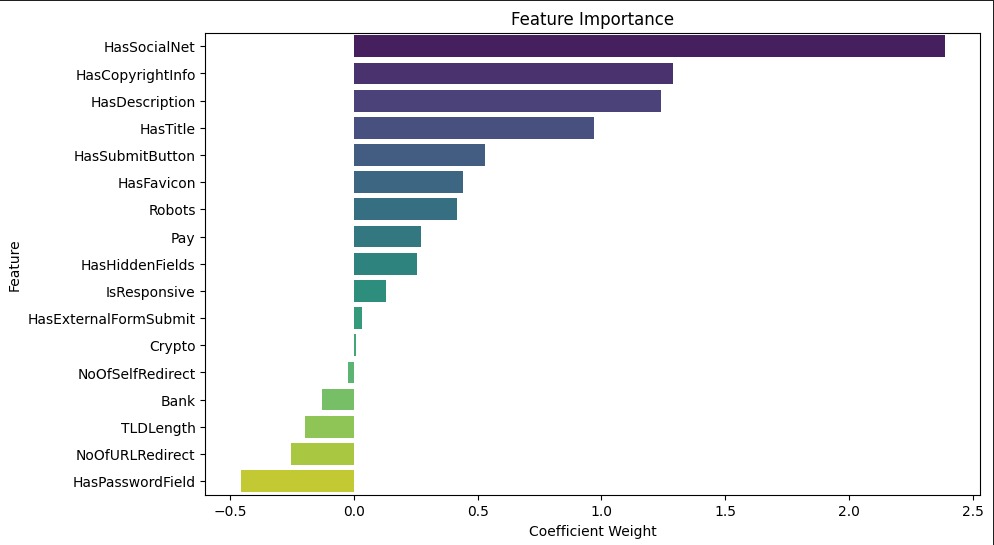 Feature Importance
HasSocialNet
HasCopyrightInfo
HasDescription
HasTitle
HasSubmitButton
HasFavicon
Robots
Pay
HasHiddenFields
IsResponsive
HasExternalFormSubmit
Crypto
NoOfSelfRedirect
Bank
TLDLength
NoOfURLRedirect
HasPasswordField
Feature
−0.5 0.0 0.5 1.0 1.5 2.0 2.5
Coefficient Weight